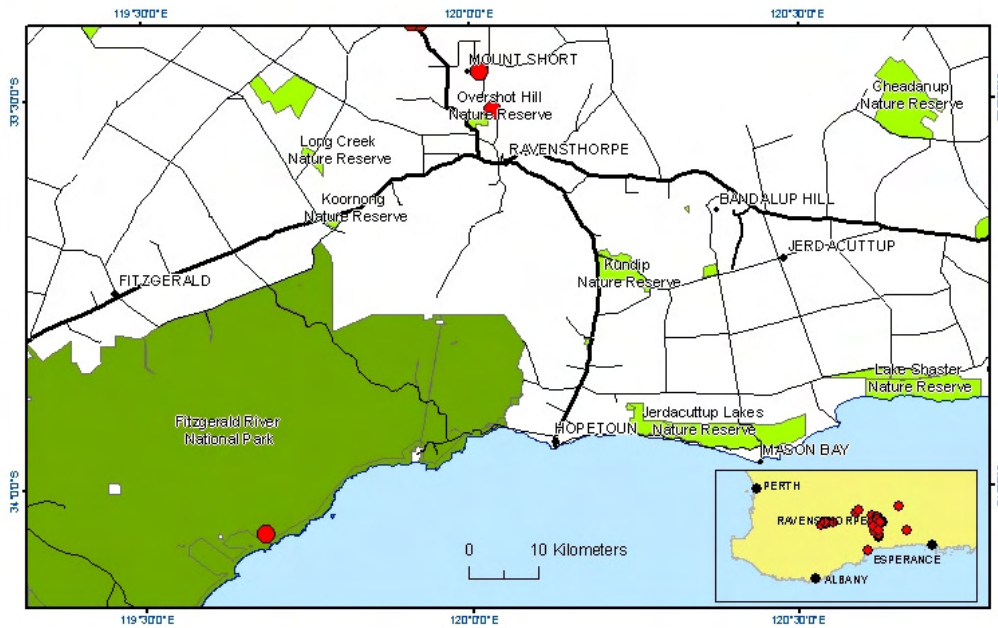 119°30'0"E
120°0'0"E
120°30'0"E
33°30'0"S
MOUNT SHORT
Overshot Hill
Nature Reserve
Cheadanup
Nature Reserve
Long Creek
Nature Reserve
RAVENSTHORPE
Koornong
Nature Reserve
BANDALUP HILL
JERDACUTTUP
Kundip
Nature Reserve
FITZGERALD
Lake Shaster
Nature Reserve
Fitzgerald River
National Park
Jerdacuttup Lakes
Nature Reserve
HOPETOUN
MASON BAY
34°0'0"S
PERTH
RAVENSTHORPE
ESPERANCE
ALBANY
0 10 Kilometers
119°30'0"E
120°0'0"E
120°30'0"E